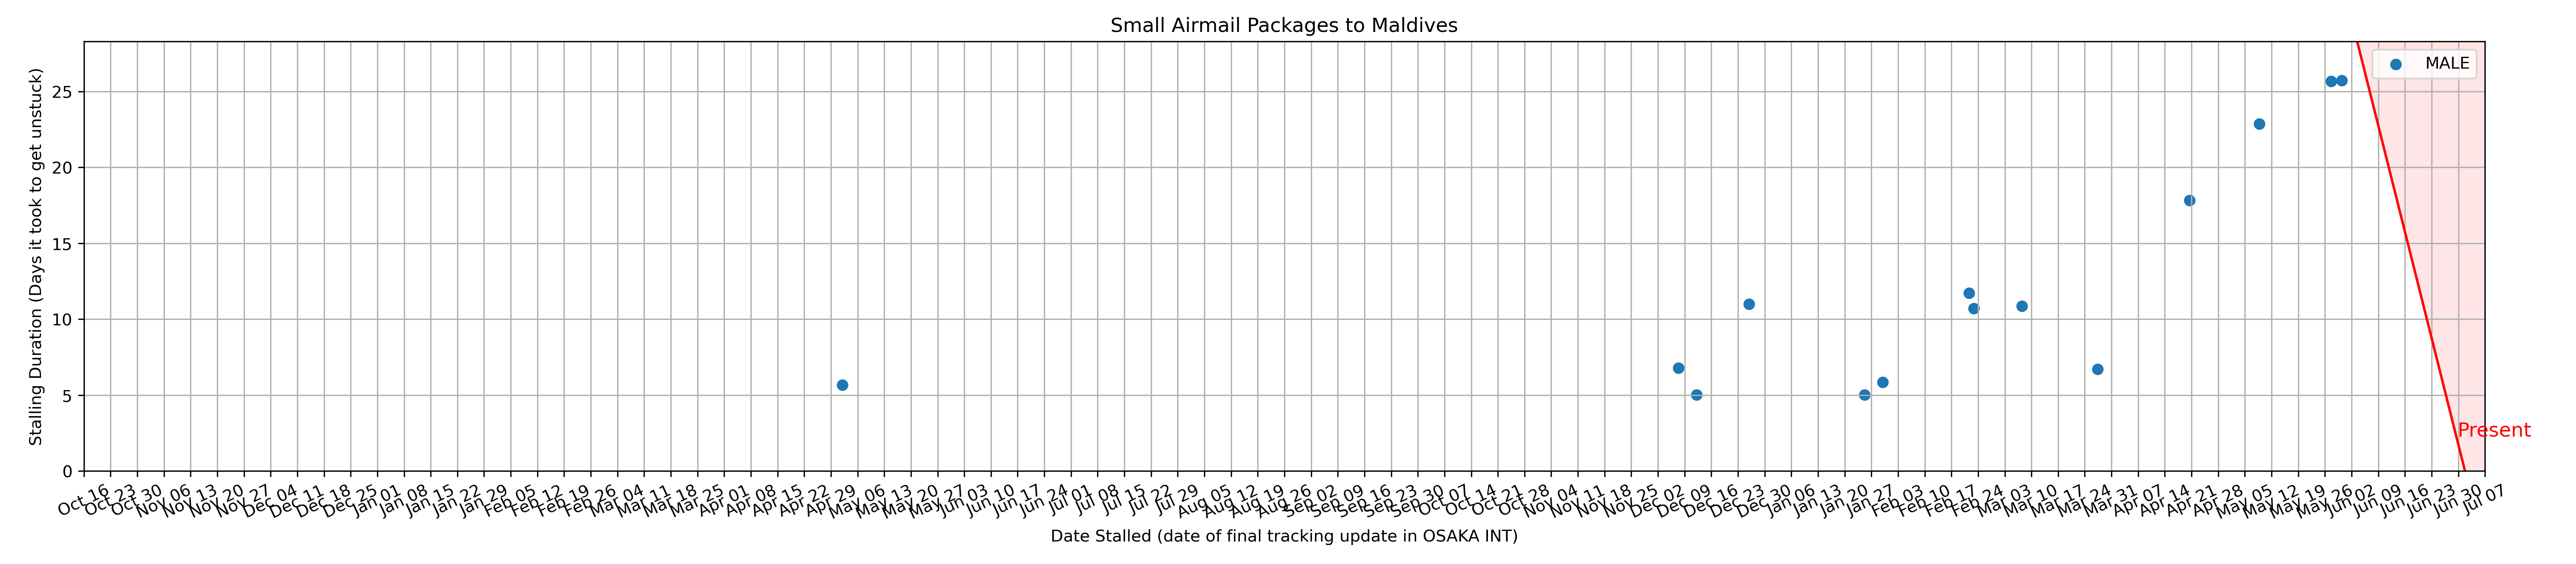 Small Airmail Packages to Maldives
MALE
Stalling Duration (Days it took to get unstuck)
25
20
15
10
5
0
Present
Oct 16 Oct 23 Oct 30 Nov 06 Nov 13 Nov 20 Nov 27 Dec 04 Dec 11 Dec 18 Dec 25 Jan 01 Jan 08 Jan 15 Jan 22 Jan 29 Feb 05 Feb 12 Feb 19 Feb 26 Mar 04 Mar 11 Mar 18 Mar 25 Apr 01 Apr 08 Apr 15 Apr 22 Apr 29 May 06 May 13 May 20 May 27 Jun 03 Jun 10 Jun 17 Jun 24 Jul 01 Jul 08 Jul 15 Jul 22 Jul 29 Aug 05 Aug 12 Aug 19 Aug 26 Sep 02 Sep 09 Sep 16 Sep 23 Sep 30 Oct 07 Oct 14 Oct 21 Oct 28 Nov 04 Nov 11 Nov 18 Nov 25 Dec 02 Dec 09 Dec 16 Dec 23 Dec 30 Jan 06 Jan 13 Jan 20 Jan 27 Feb 03 Feb 10 Feb 17 Feb 24 Mar 03 Mar 10 Mar 17 Mar 24 Mar 31 Apr 07 Apr 14 Apr 21 Apr 28 May 05 May 12 May 19 May 26 Jun 02 Jun 09 Jun 16 Jun 23 Jun 30 Jul 07
Date Stalled (date of final tracking update in OSAKA INT)